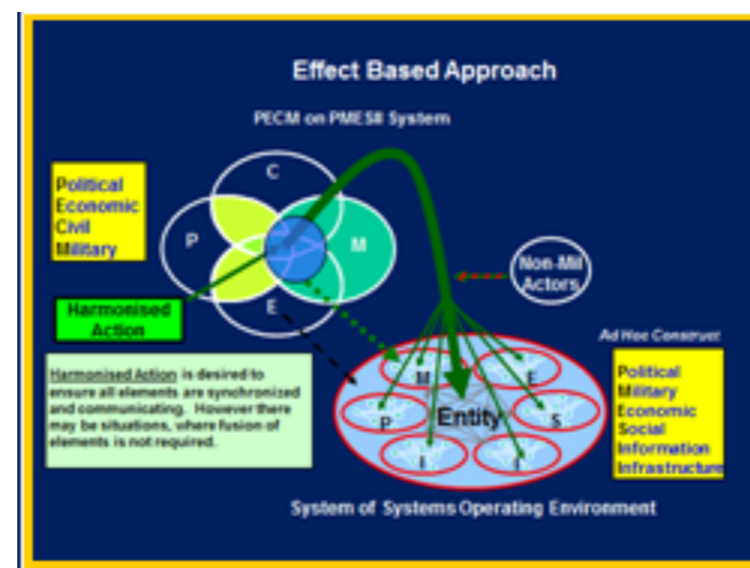 Effect Based Approach
PECM on PMESII System
Political
Economic
Civil
Military
C
P
M
E
Non-Mil
Actors
Harmonised
Action
Ad Hoc Construct
Harmonised Action is desired to
ensure all elements are synchronized
and communicating. However there
may be situations, where fusion of
elements is not required.
M
E
P
Entity
S
I
I
Political
Military
Economic
Social
Information
Infrastructure
System of Systems Operating Environment